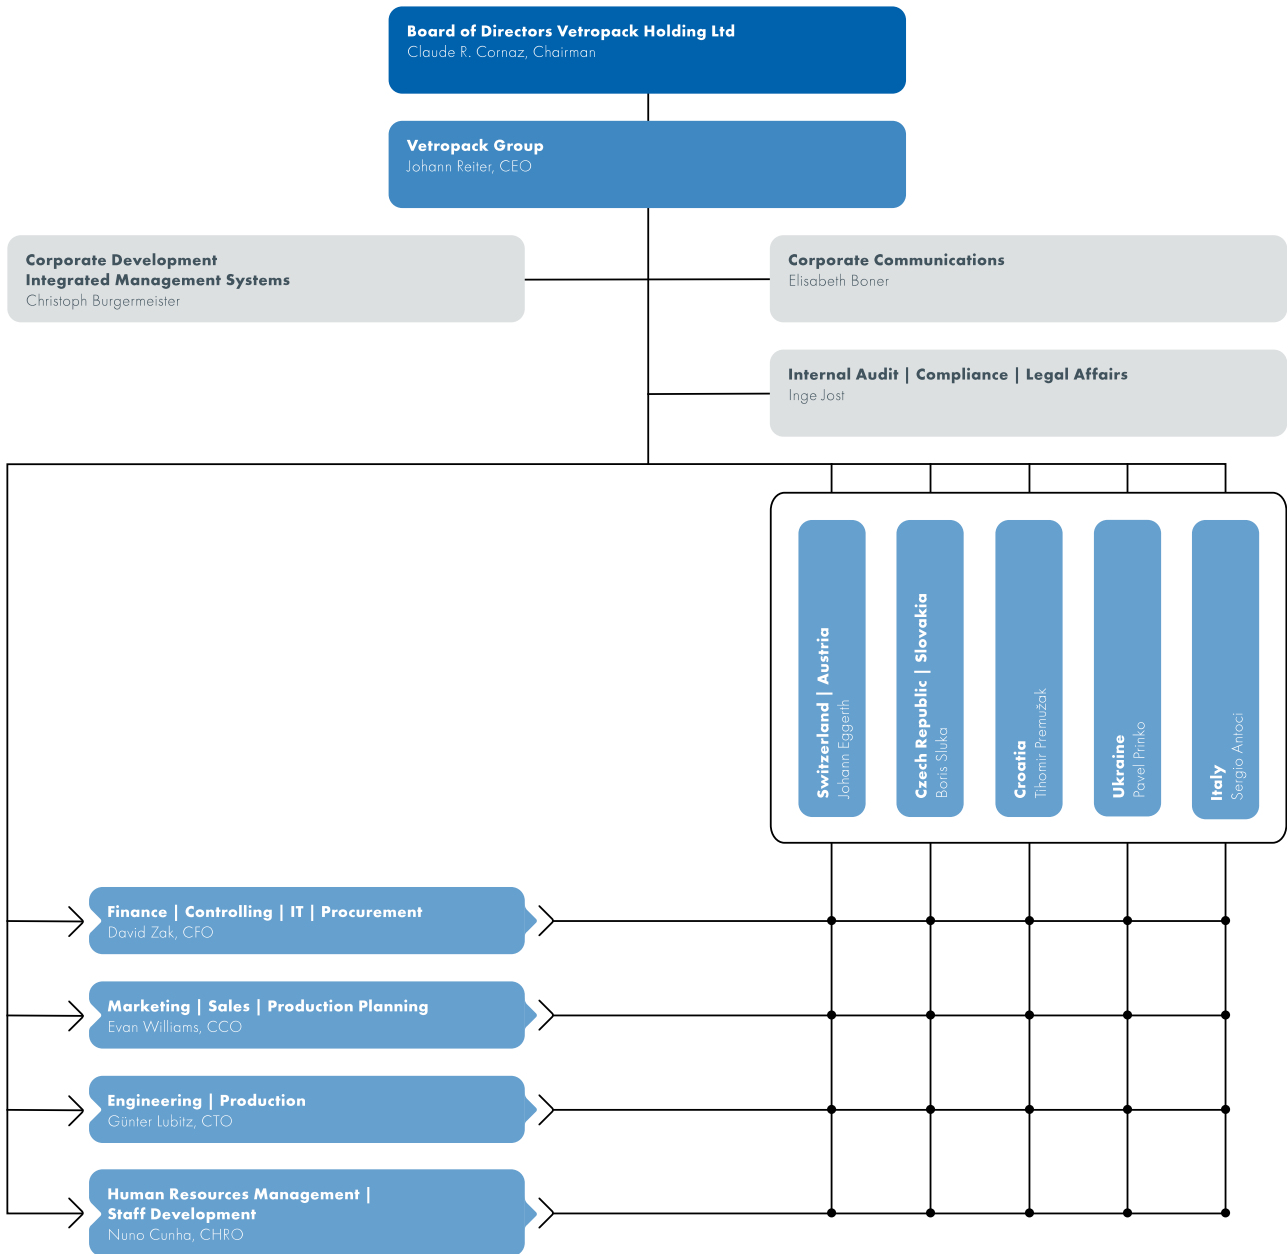 Board of Directors Vetropack Holding Ltd
Claude R. Cornaz, Chairman
Vetropack Group
Johann Reiter, CEO
Corporate Development
Integrated Management Systems
Christoph Burgermeister
Corporate Communications
Elisabeth Boner
Internal Audit | Compliance | Legal Affairs
Inge Jost
Switzerland | Austria
Johann Eggerth
Czech Republic | Slovakia
Boris Sluka
Croatia
Tihomir Premužak
Ukraine
Pavel Prinko
Italy
Sergio Antoci
Finance | Controlling | IT | Procurement
David Zak, CFO
Marketing | Sales | Production Planning
Evan Williams, CCO
Engineering | Production
Günter Lubitz, CTO
Human Resources Management |
Staff Development
Nuno Cunha, CHRO